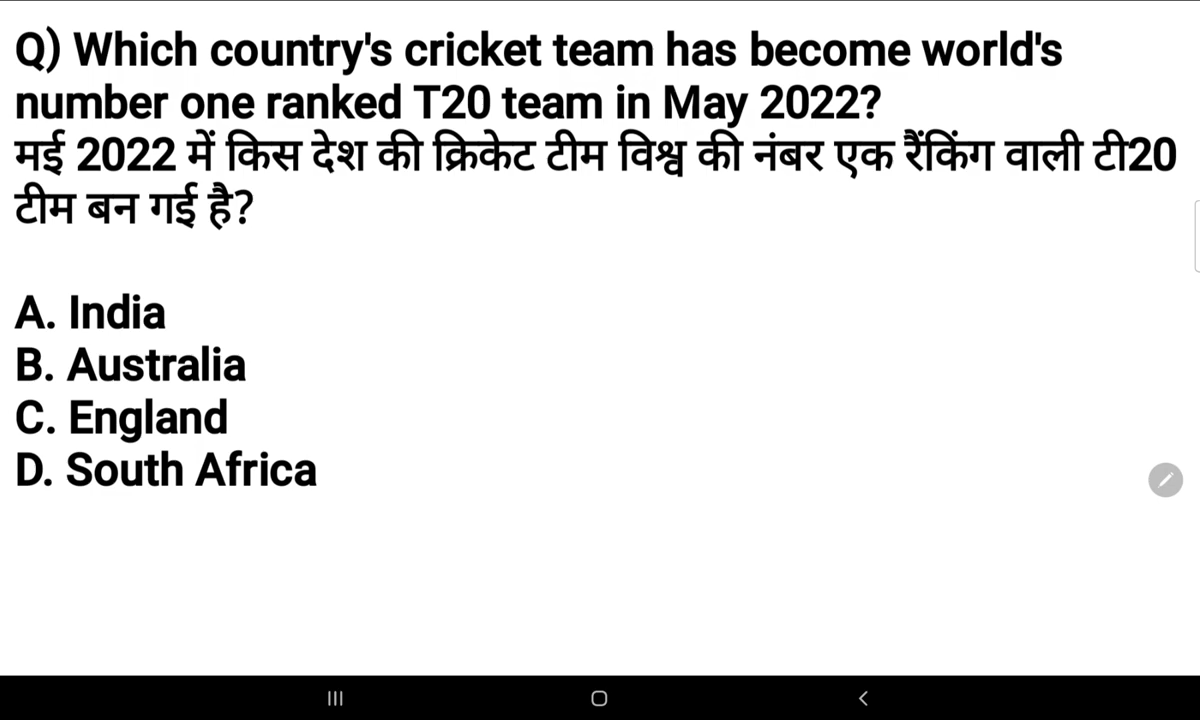 Q) Which country's cricket team has become world's
number one ranked T20 team in May 2022?
मई 2022 में किस देश की क्रिकेट टीम विश्व की नंबर एक रैंकिंग वाली टी20
टीम बन गई है?
A. India
B. Australia
C. England
D. South Africa